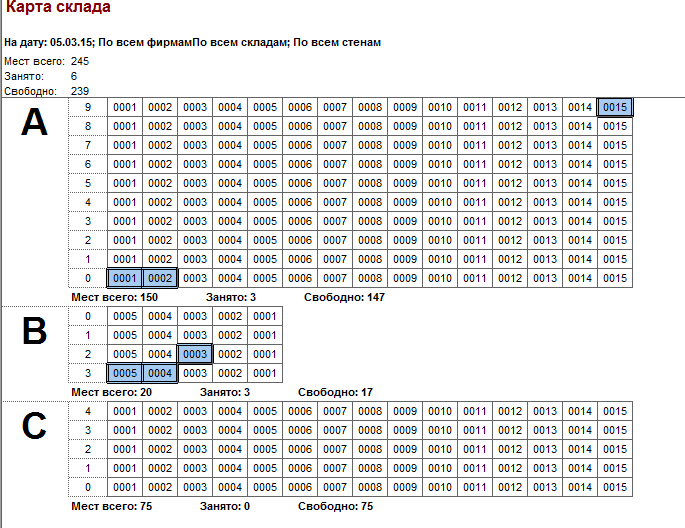 Карта склада
На дату: 05.03.15; По всем фирмамПо всем складам; По всем стенам
Мест всего: 245
Занято: 6
Свободно: 239
A
9 0001 0002 0003 0004 0005 0006 0007 0008 0009 0010 0011 0012 0013 0014 0015
8 0001 0002 0003 0004 0005 0006 0007 0008 0009 0010 0011 0012 0013 0014 0015
7 0001 0002 0003 0004 0005 0006 0007 0008 0009 0010 0011 0012 0013 0014 0015
6 0001 0002 0003 0004 0005 0006 0007 0008 0009 0010 0011 0012 0013 0014 0015
5 0001 0002 0003 0004 0005 0006 0007 0008 0009 0010 0011 0012 0013 0014 0015
4 0001 0002 0003 0004 0005 0006 0007 0008 0009 0010 0011 0012 0013 0014 0015
3 0001 0002 0003 0004 0005 0006 0007 0008 0009 0010 0011 0012 0013 0014 0015
2 0001 0002 0003 0004 0005 0006 0007 0008 0009 0010 0011 0012 0013 0014 0015
1 0001 0002 0003 0004 0005 0006 0007 0008 0009 0010 0011 0012 0013 0014 0015
0 0001 0002 0003 0004 0005 0006 0007 0008 0009 0010 0011 0012 0013 0014 0015
Мест всего: 150 Занято: 3 Свободно: 147
B
0 0005 0004 0003 0002 0001
1 0005 0004 0003 0002 0001
2 0005 0004 0003 0002 0001
3 0005 0004 0003 0002 0001
Мест всего: 20 Занято: 3 Свободно: 17
C
4 0001 0002 0003 0004 0005 0006 0007 0008 0009 0010 0011 0012 0013 0014 0015
3 0001 0002 0003 0004 0005 0006 0007 0008 0009 0010 0011 0012 0013 0014 0015
2 0001 0002 0003 0004 0005 0006 0007 0008 0009 0010 0011 0012 0013 0014 0015
1 0001 0002 0003 0004 0005 0006 0007 0008 0009 0010 0011 0012 0013 0014 0015
0 0001 0002 0003 0004 0005 0006 0007 0008 0009 0010 0011 0012 0013 0014 0015
Мест всего: 75 Занято: 0 Свободно: 75